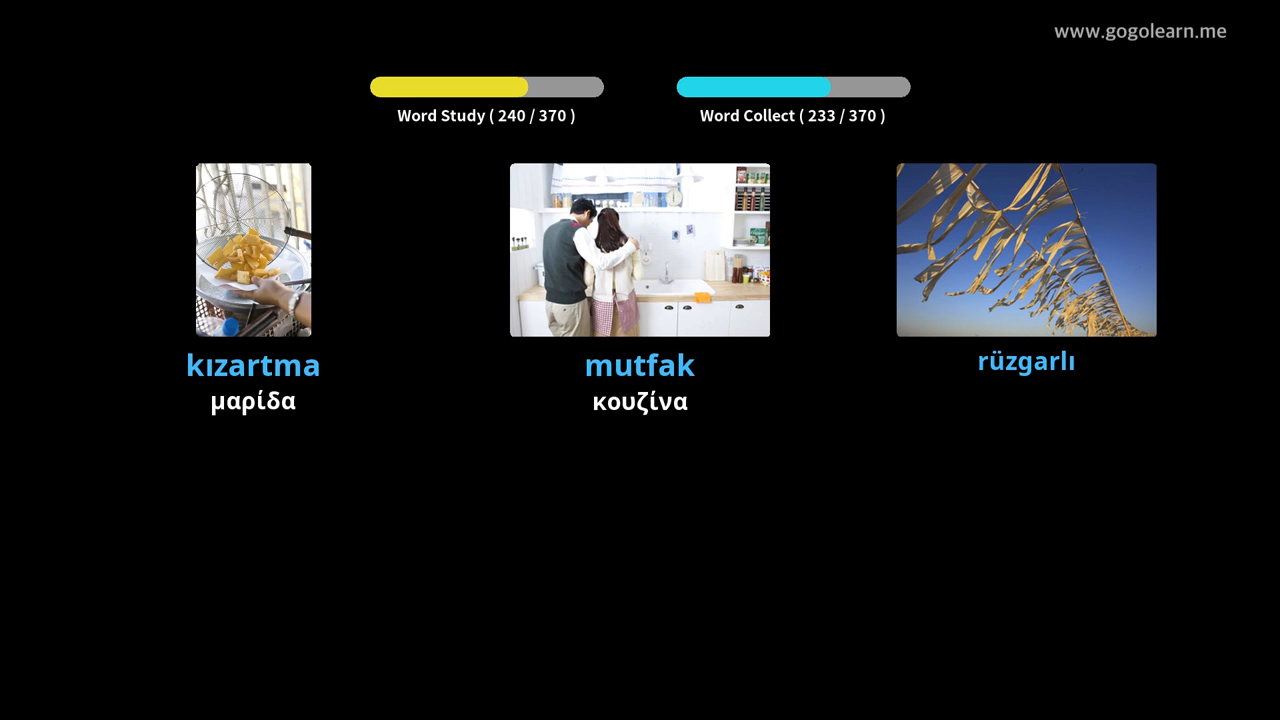 www.gogolearn.me
Word Study ( 240 / 370 )
Word Collect ( 233 / 370 )
kızartma
μαρίδα
mutfak
κουζίνα
rüzgarlı